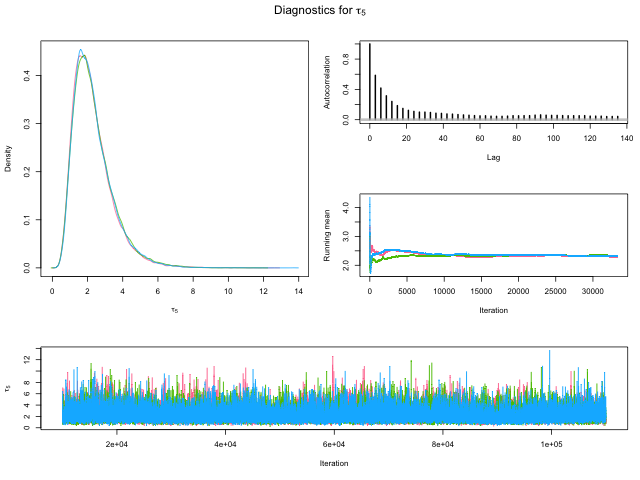 Diagnostics for τ5
Density
0.0 0.1 0.2 0.3 0.4
0 2 4 6 8 10 12 14
τ5
Autocorrelation
0.0 0.4 0.8
0 20 40 60 80 100 120 140
Lag
Running mean
2.0 2.5 3.0 4.0
0 5000 10000 15000 20000 25000 30000
Iteration
τ5
0 2 4 6 8 12
2e+04 4e+04 6e+04 8e+04 1e+05
Iteration